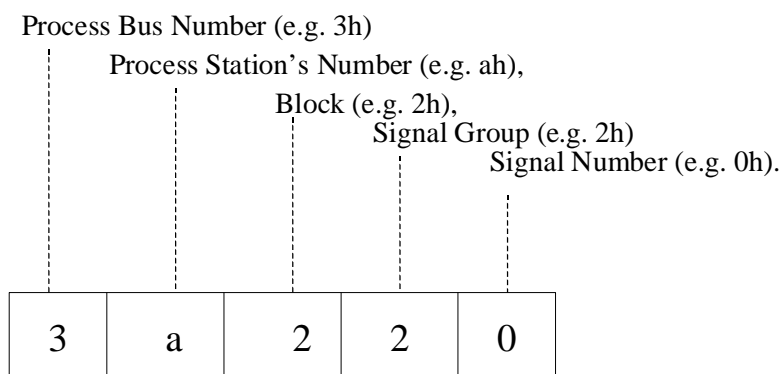 Process Bus Number (e.g. 3h)
Process Station's Number (e.g. ah),
Block (e.g. 2h),
Signal Group (e.g. 2h)
Signal Number (e.g. 0h).
3 a 2 2 0